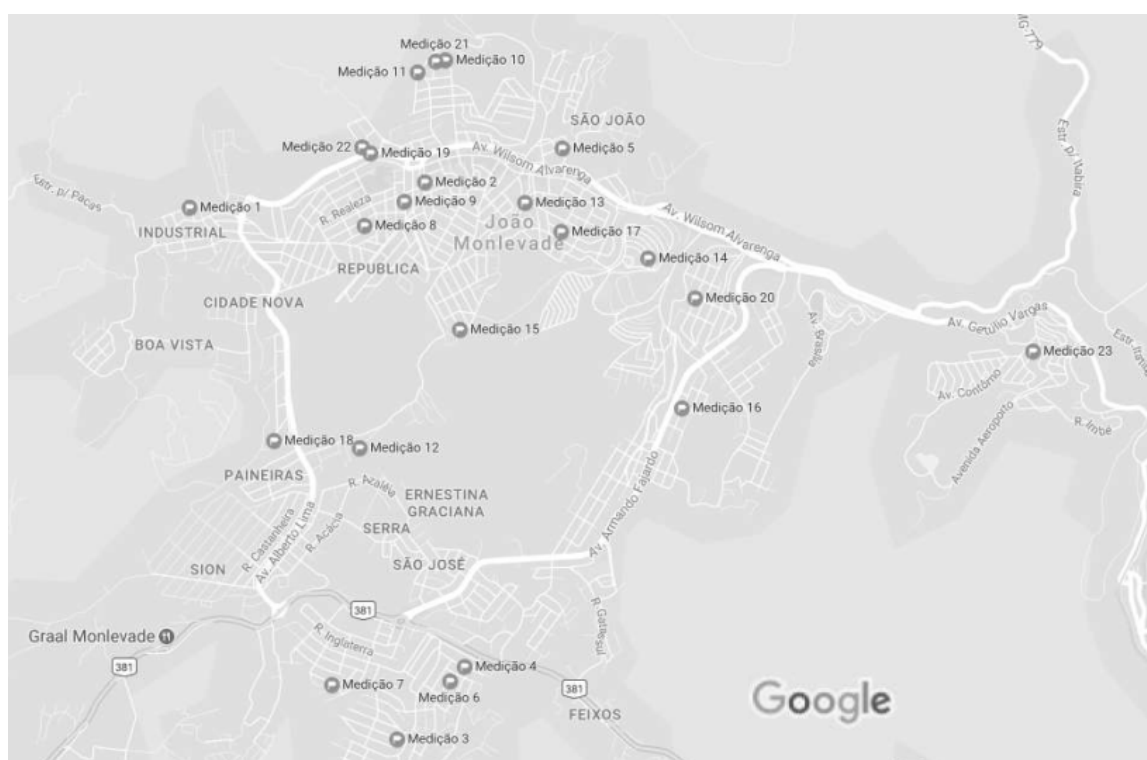 MG-779
Medição 21
Medição 10
Medição 11
SÃO JOÃO
Estr. p/ Itabira
Medição 22
Medição 19
Av. Wilsom Alvarenga
Medição 5
Medição 2
Estr. p/ Pacas
Medição 1
R. Realeza
Medição 9
Medição 13
Av. Wilsom Alvarenga
INDUSTRIAL
Medição 8
João
Monlevade
Medição 17
REPUBLICA
Medição 14
CIDADE NOVA
Medição 20
Av. Getúlio Vargas
BOA VISTA
Medição 15
Av. Brasília
Estr.
Medição 23
Av. Contômo
Medição 16
Avenida Aeroporto
Medição 18
Medição 12
PAINEIRAS
R. Azaléia
ERNESTINA
GRACIANA
Av. Armando Fajardo
R. Castanheira
Av. Alberto Lima
R. Acácia
SERRA
SION
SÃO JOSÉ
381
Graal Monlevade
R. Inglaterra
381
Medição 4
Medição 7
Medição 6
381
FEIXOS
Google
Medição 3